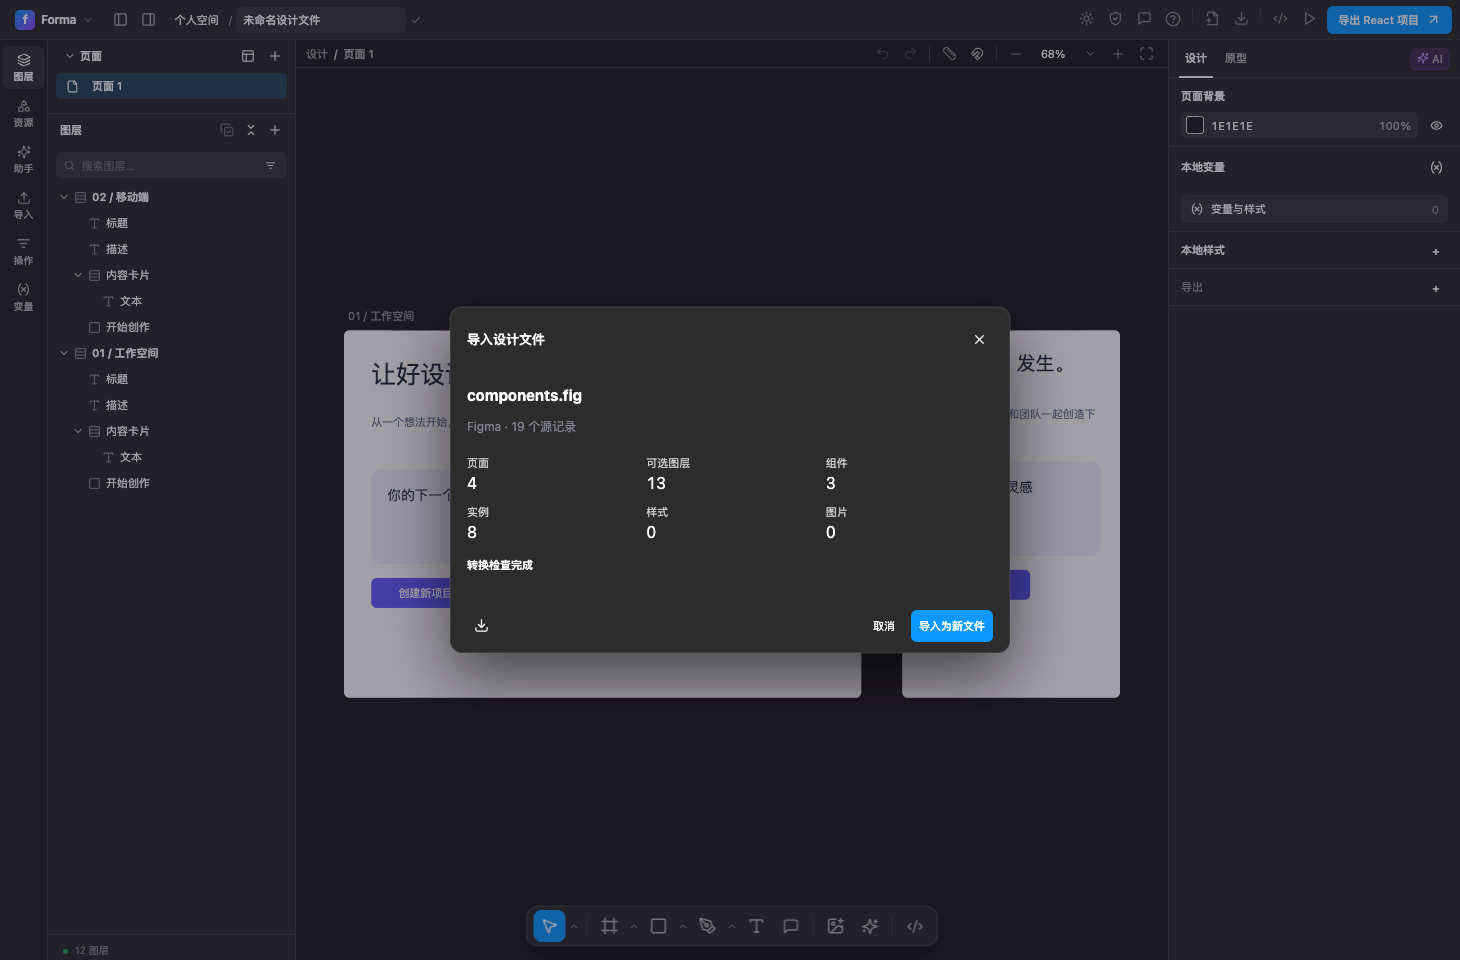 f Forma
个人空间 / 未命名设计文件
导出 React 项目
图层
资源
助手
导入
操作
变量
页面
页面 1
图层
搜索图层...
02 / 移动端
标题
描述
内容卡片
文本
开始创作
01 / 工作空间
标题
描述
内容卡片
文本
开始创作
12 图层
设计 / 页面 1
68%
01 / 工作空间
让好设
从一个想法开始
你的下一个
创建新项目
发生。
和团队一起创造下
灵感
导入设计文件
components.fig
Figma · 19 个源记录
页面
4
可选图层
13
组件
3
实例
8
样式
0
图片
0
转换检查完成
取消
导入为新文件
设计
原型
AI
页面背景
1E1E1E
100%
本地变量
变量与样式
0
本地样式
导出